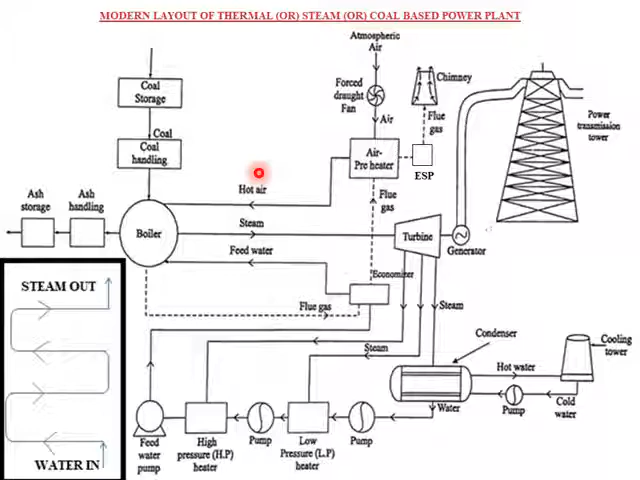 MODERN LAYOUT OF THERMAL (OR) STEAM (OR) COAL BASED POWER PLANT
Atmospheric
Air
Coal
Storage
Forced
draught
Fan
Chimney
Flue
gas
Power
transmission
tower
Coal
Coal
handling
Air
Air-
Pre heater
ESP
Hot air
Flue
gas
Ash
storage
Ash
handling
Boiler
Steam
Turbine
Generator
Feed water
Economizer
Flue gas
Steam
STEAM OUT
WATER IN
Steam
Condenser
Cooling
tower
Hot water
Water
Pump
Cold
water
Feed
water
pump
High
pressure (H.P)
heater
Pump
Low
Pressure (L.P)
heater
Pump